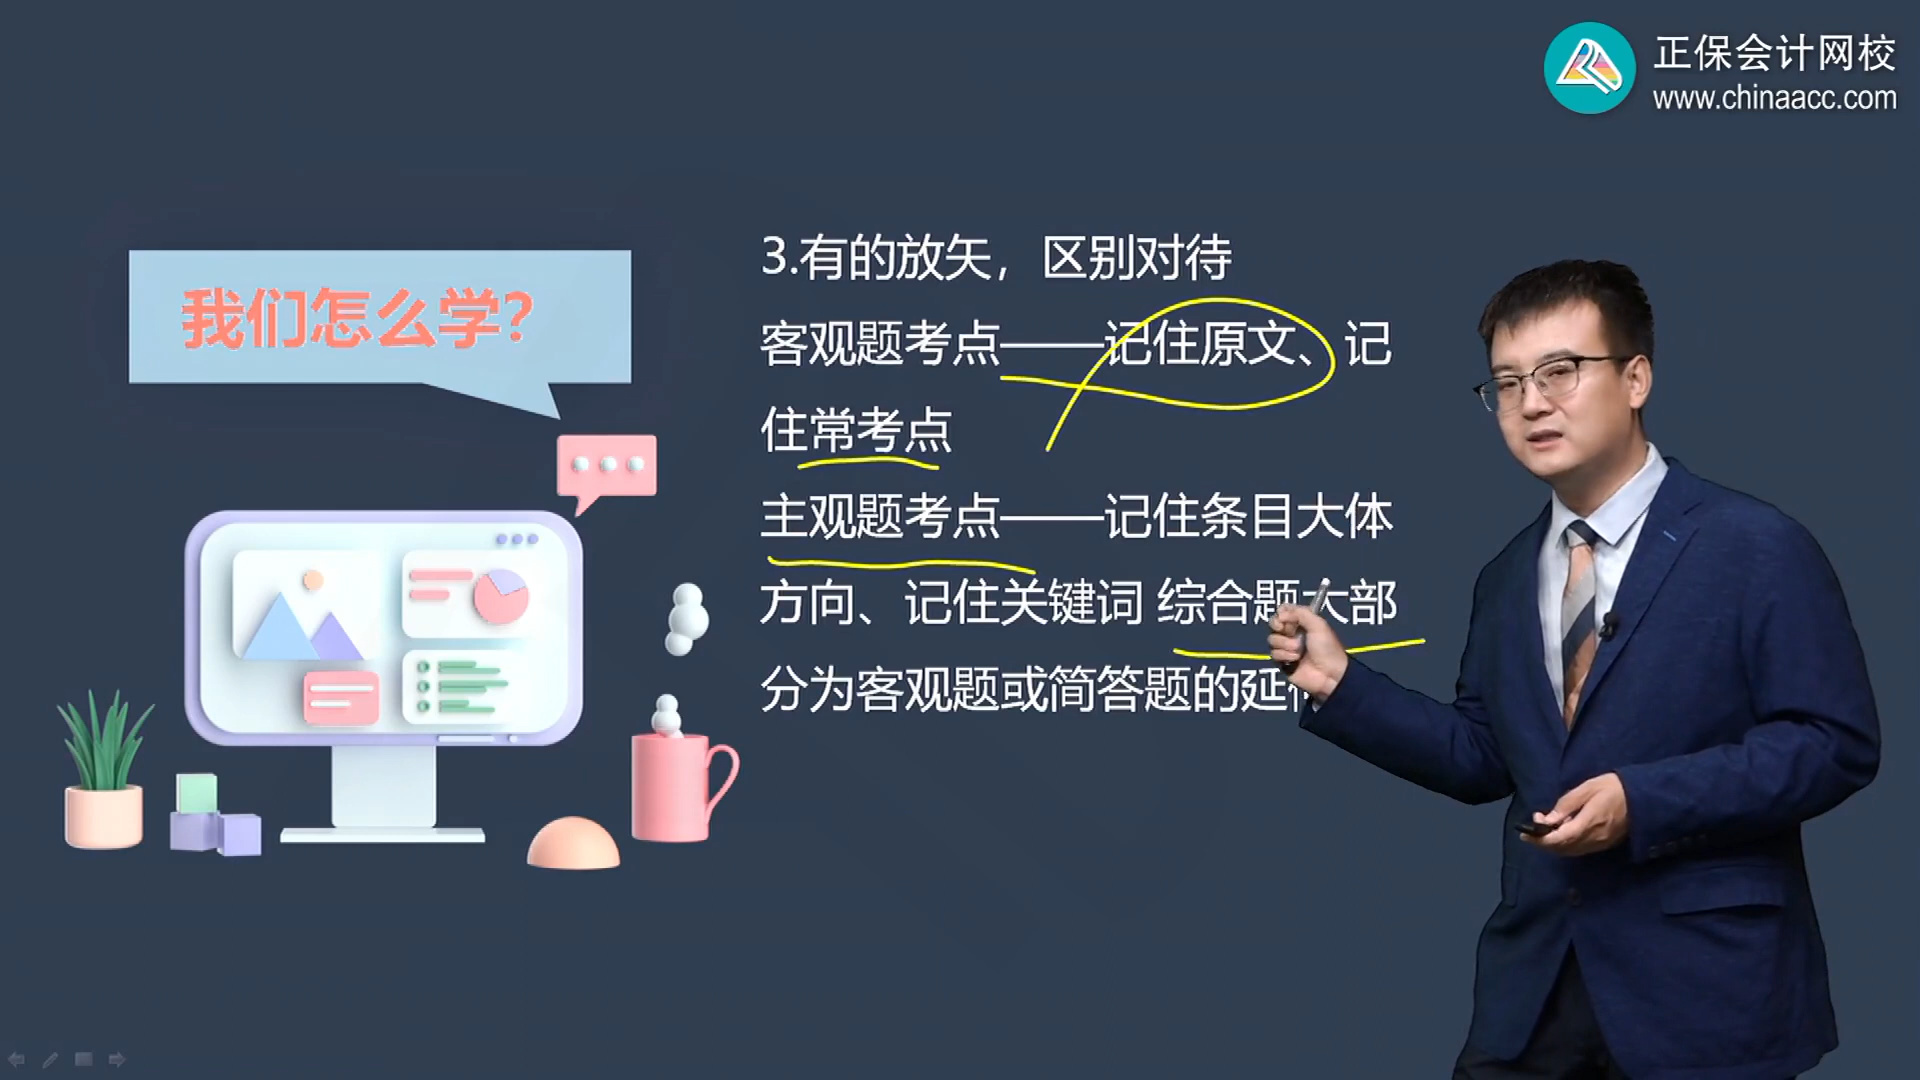 正保会计网校
www.chinaacc.com
我们怎么学?
3.有的放矢，区别对待
客观题考点——记住原文、记
住常考点
主观题考点——记住条目大体
方向、记住关键词 综合题大部
分为客观题或简答题的延